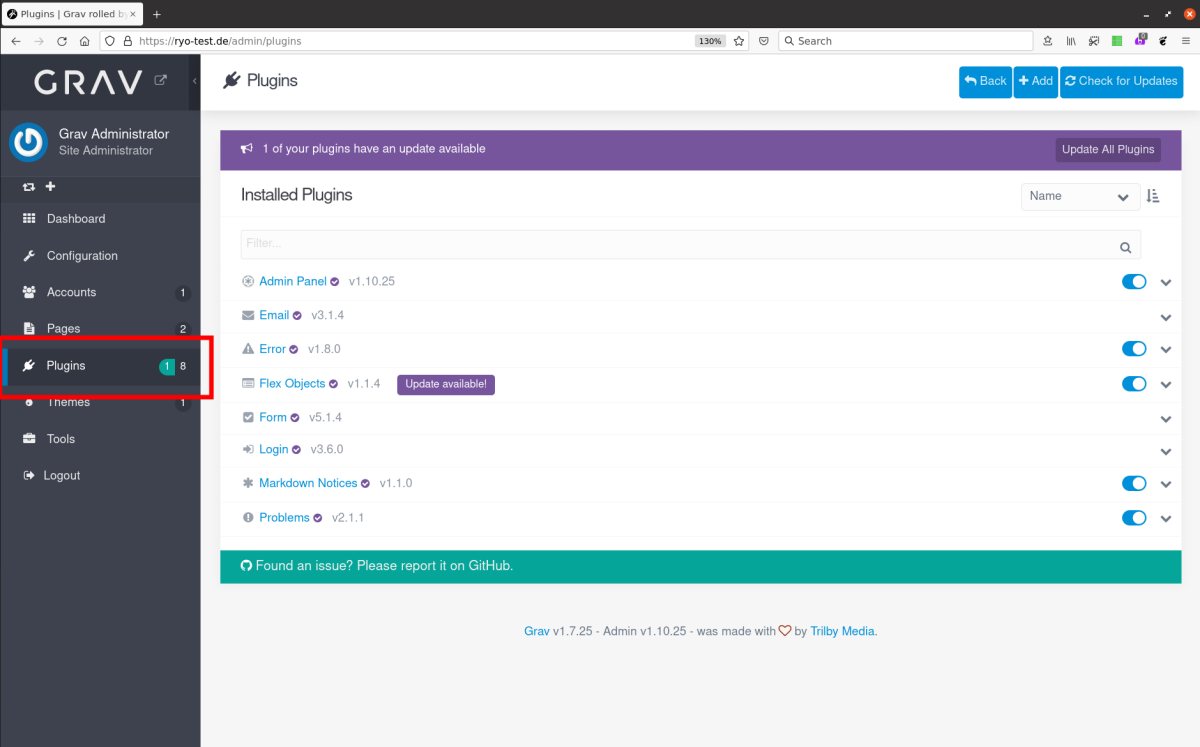 Plugins | Grav rolled by
https://ryo-test.de/admin/plugins
130%
Search
GRAV
Plugins
Back
Add
Check for Updates
Grav Administrator
Site Administrator
Dashboard
Configuration
Accounts 1
Pages 2
Plugins 1 8
Themes 1
Tools
Logout
1 of your plugins have an update available
Update All Plugins
Installed Plugins
Name
Filter...
Admin Panel v1.10.25
Email v3.1.4
Error v1.8.0
Flex Objects v1.1.4 Update available!
Form v5.1.4
Login v3.6.0
Markdown Notices v1.1.0
Problems v2.1.1
Found an issue? Please report it on GitHub.
Grav v1.7.25 - Admin v1.10.25 - was made with by Trilby Media.